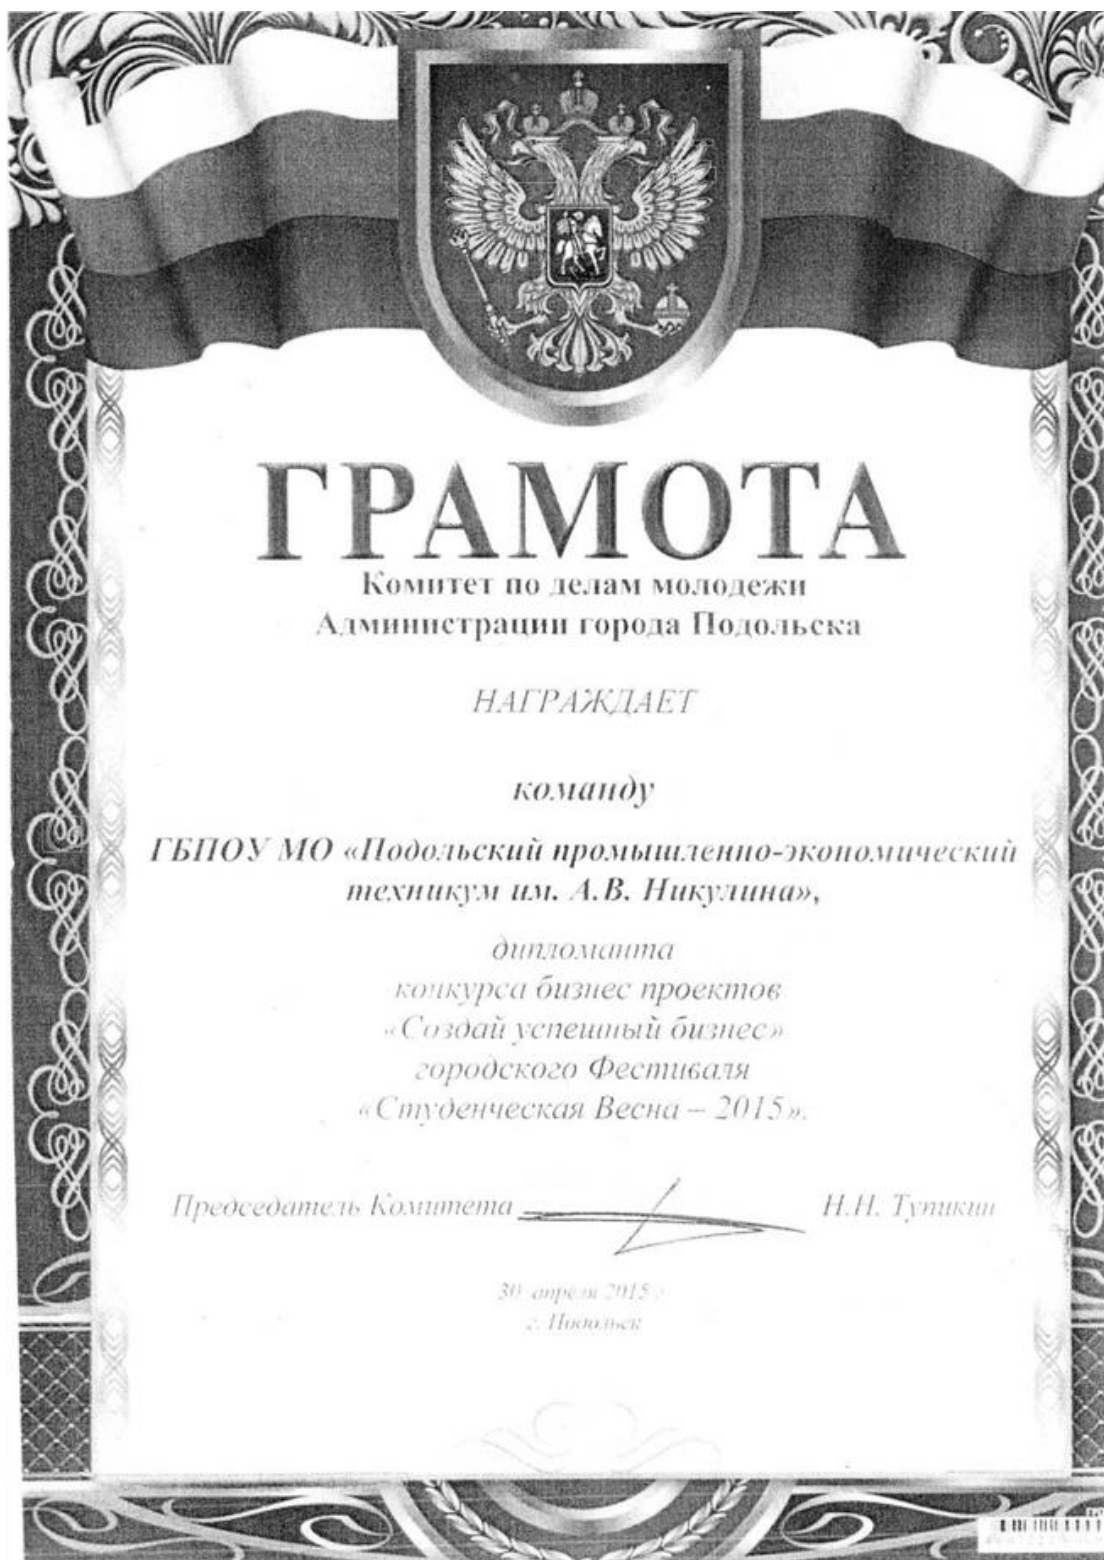 ГРАМОТА
Комитет по делам молодежи
Администрации города Подольска
НАГРАЖДАЕТ
команду
ГБПОУ МО «Подольский промышленно-экономический
техникум им. А.В. Никулина»,
дипломанта
конкурса бизнес проектов
«Создай успешный бизнес»
городского Фестиваля
«Студенческая Весна – 2015».
Председатель Комитета Н.Н. Тупикин
30 апреля 2015 г.
г. Подольск